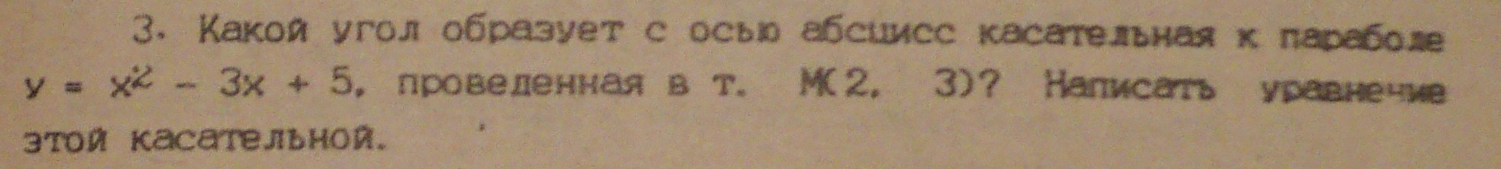 3. Какой угол образует с осью абсцисс касательная к параболе
y = x² - 3x + 5, проведенная в т. М(2, 3)? Написать уравнечие
этой касательной.